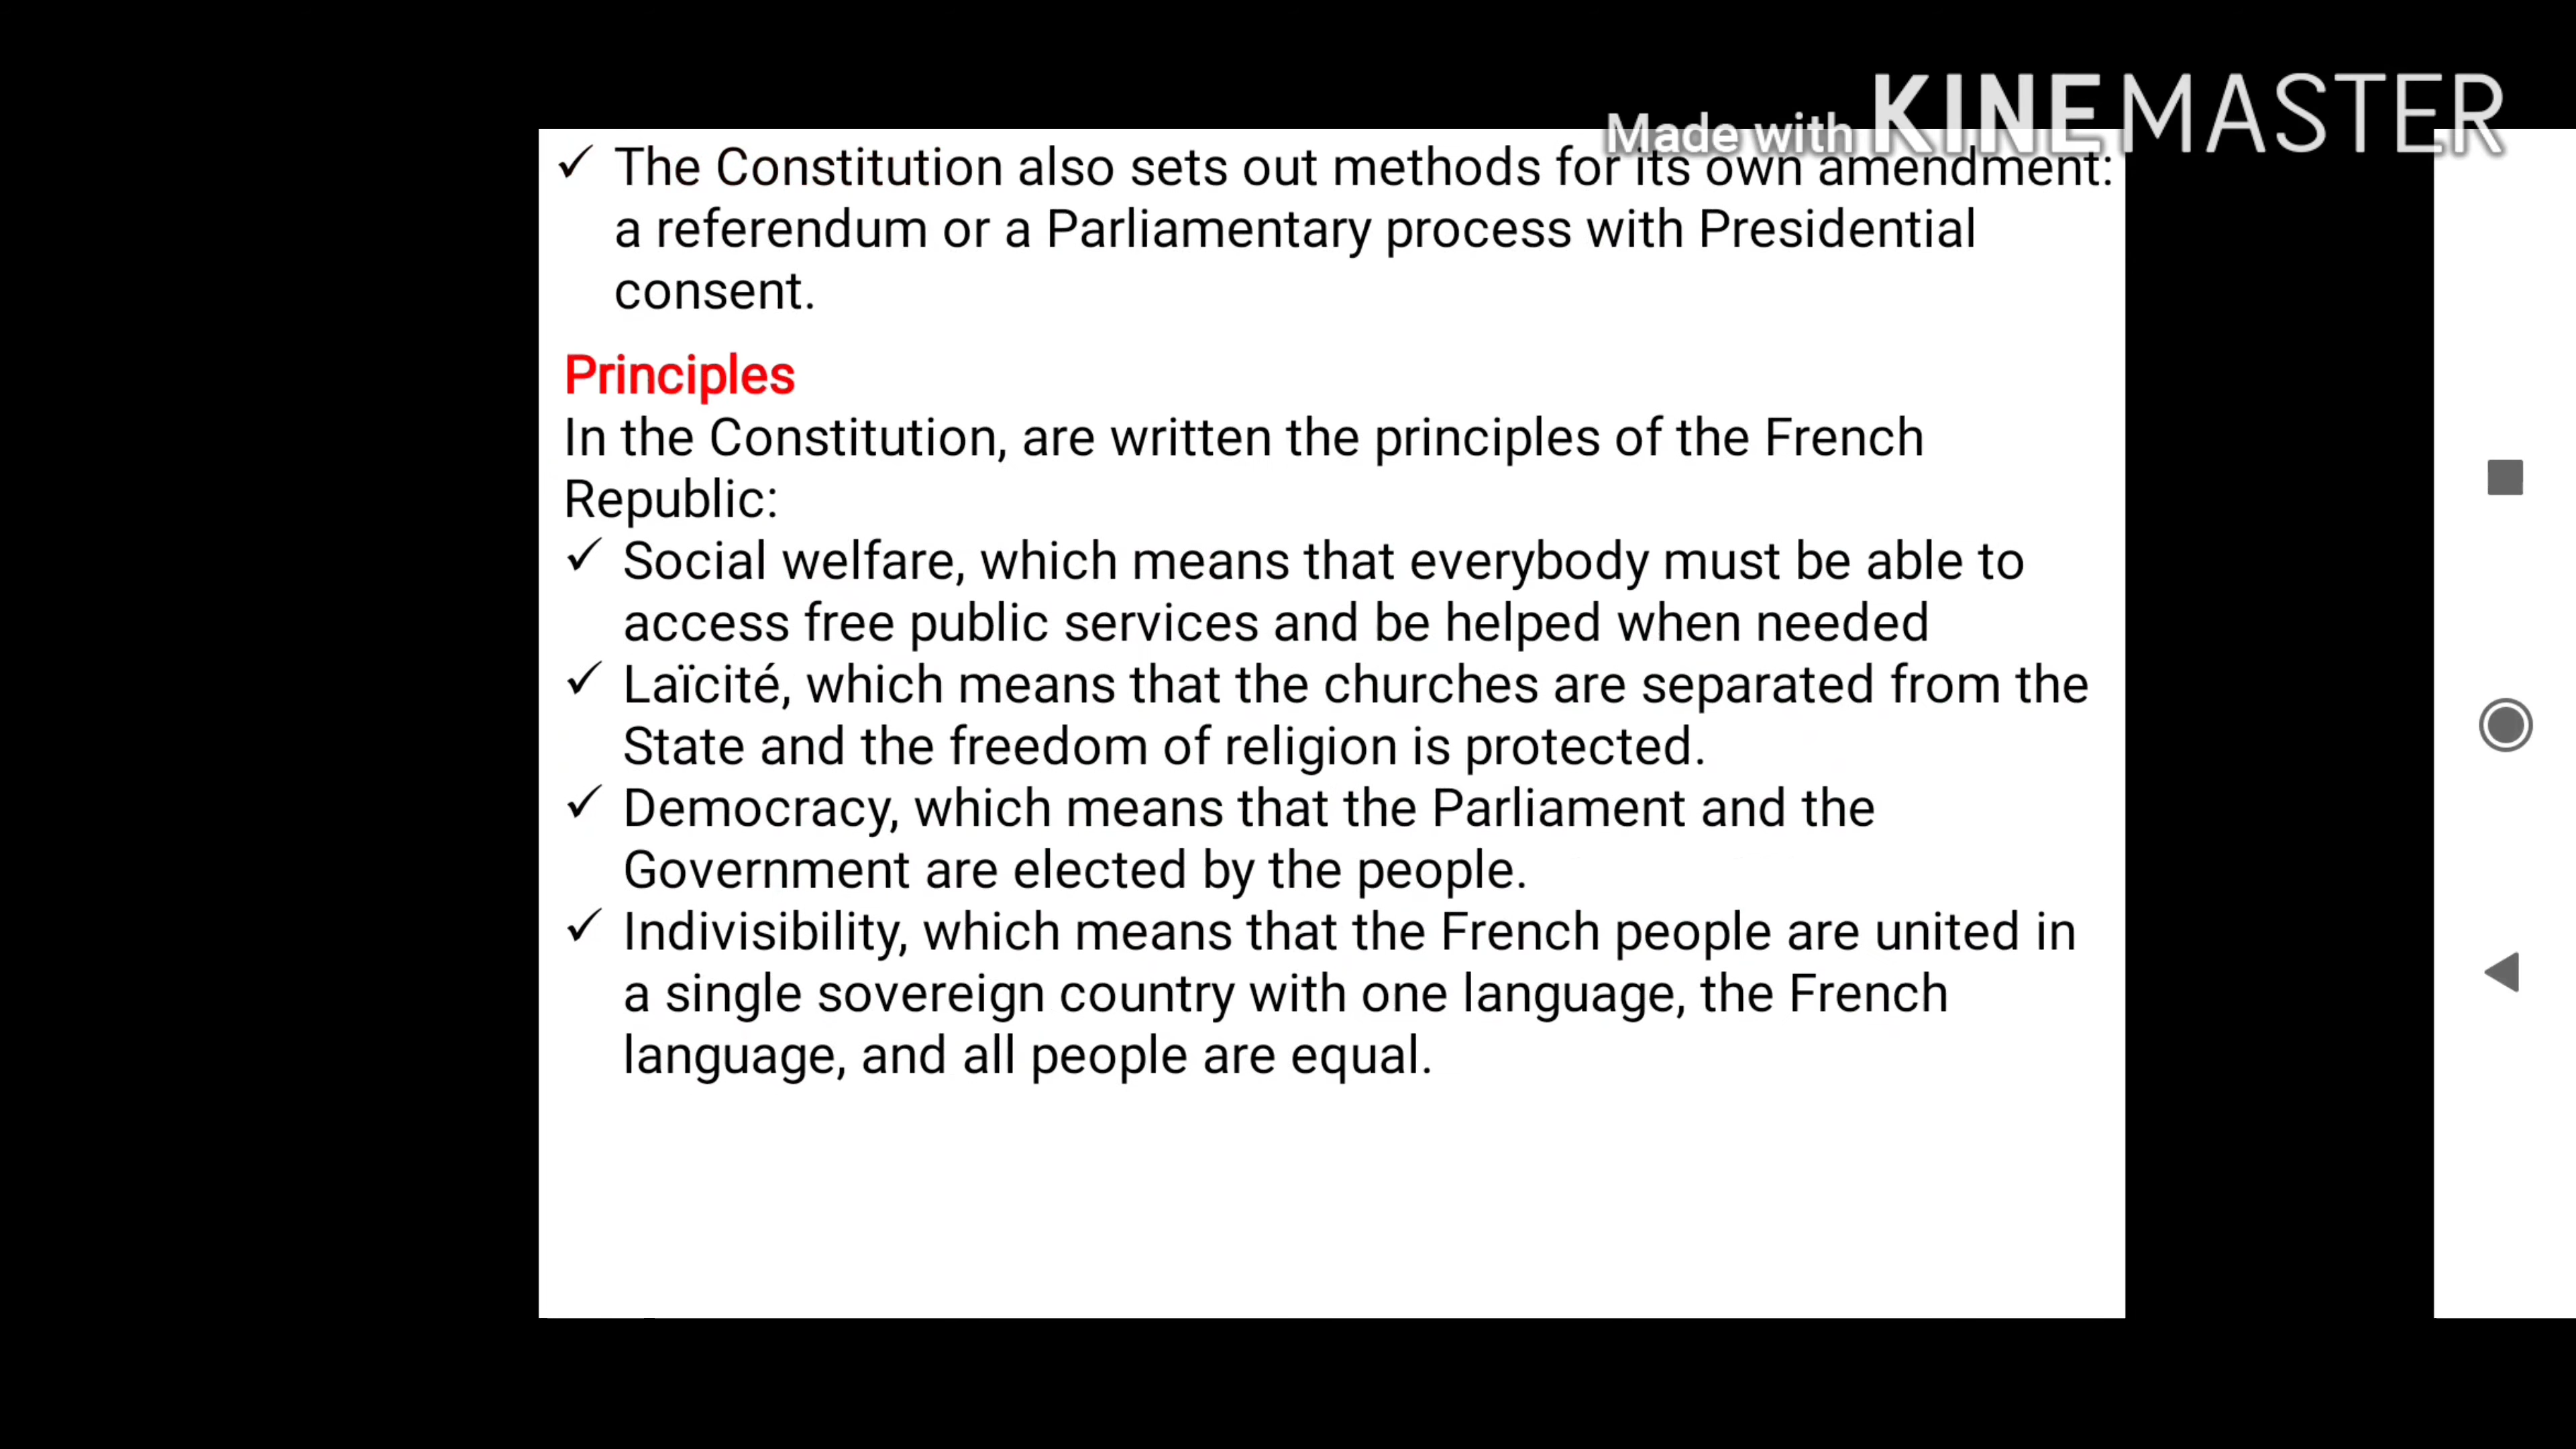 Made with KINEMASTER
✓ The Constitution also sets out methods for its own amendment:
a referendum or a Parliamentary process with Presidential
consent.
Principles
In the Constitution, are written the principles of the French
Republic:
✓ Social welfare, which means that everybody must be able to
access free public services and be helped when needed
✓ Laïcité, which means that the churches are separated from the
State and the freedom of religion is protected.
✓ Democracy, which means that the Parliament and the
Government are elected by the people.
✓ Indivisibility, which means that the French people are united in
a single sovereign country with one language, the French
language, and all people are equal.